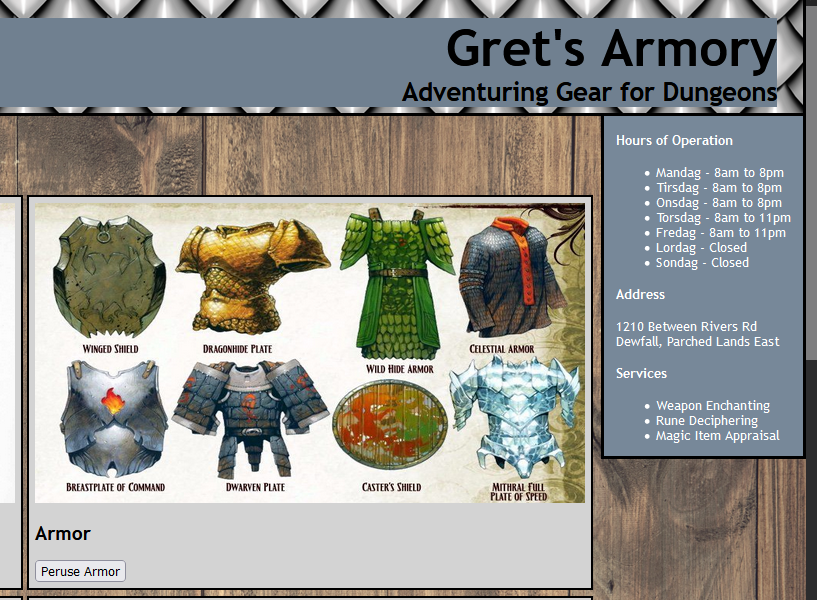 Gret's Armory
Adventuring Gear for Dungeons
Hours of Operation
Mandag - 8am to 8pm
Tirsdag - 8am to 8pm
Onsdag - 8am to 8pm
Torsdag - 8am to 11pm
Fredag - 8am to 11pm
Lordag - Closed
Sondag - Closed
Address
1210 Between Rivers Rd
Dewfall, Parched Lands East
Services
Weapon Enchanting
Rune Deciphering
Magic Item Appraisal
Winged Shield
Dragonhide Plate
Wild Hide Armor
Celestial Armor
Breastplate of Command
Dwarven Plate
Caster's Shield
Mithral Full
Plate of Speed
Armor
Peruse Armor